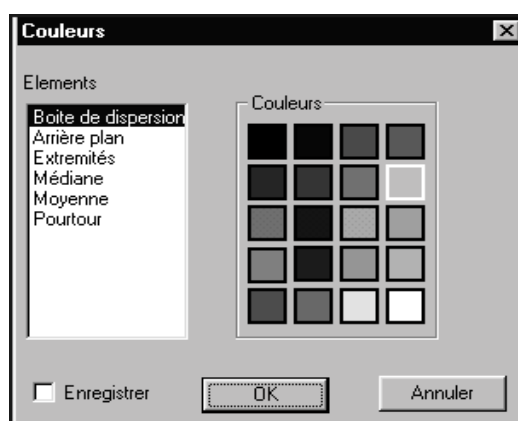 Couleurs
Elements
Boite de dispersion
Arrière plan
Extremités
Médiane
Moyenne
Pourtour
Couleurs
Enregistrer
OK
Annuler